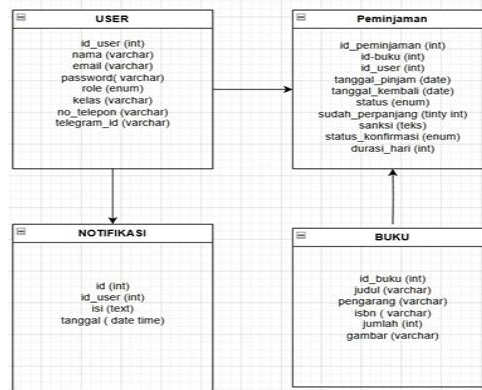 USER
id_user (int)
nama (varchar)
email (varchar)
password( varchar)
role (enum)
kelas (varchar)
no_telepon (varchar)
telegram_id (varchar)
Peminjaman
id_peminjaman (int)
id-buku (int)
id_user (int)
tanggal_pinjam (date)
tanggal_kembali (date)
status (enum)
sudah_perpanjang (tinty int)
sanksi (teks)
status_konfirmasi (enum)
durasi_hari (int)
NOTIFIKASI
id (int)
id_user (int)
isi (text)
tanggal ( date time)
BUKU
id_buku (int)
judul (varchar)
pengarang (varchar)
isbn ( varchar)
jumlah (int)
gambar (varchar)